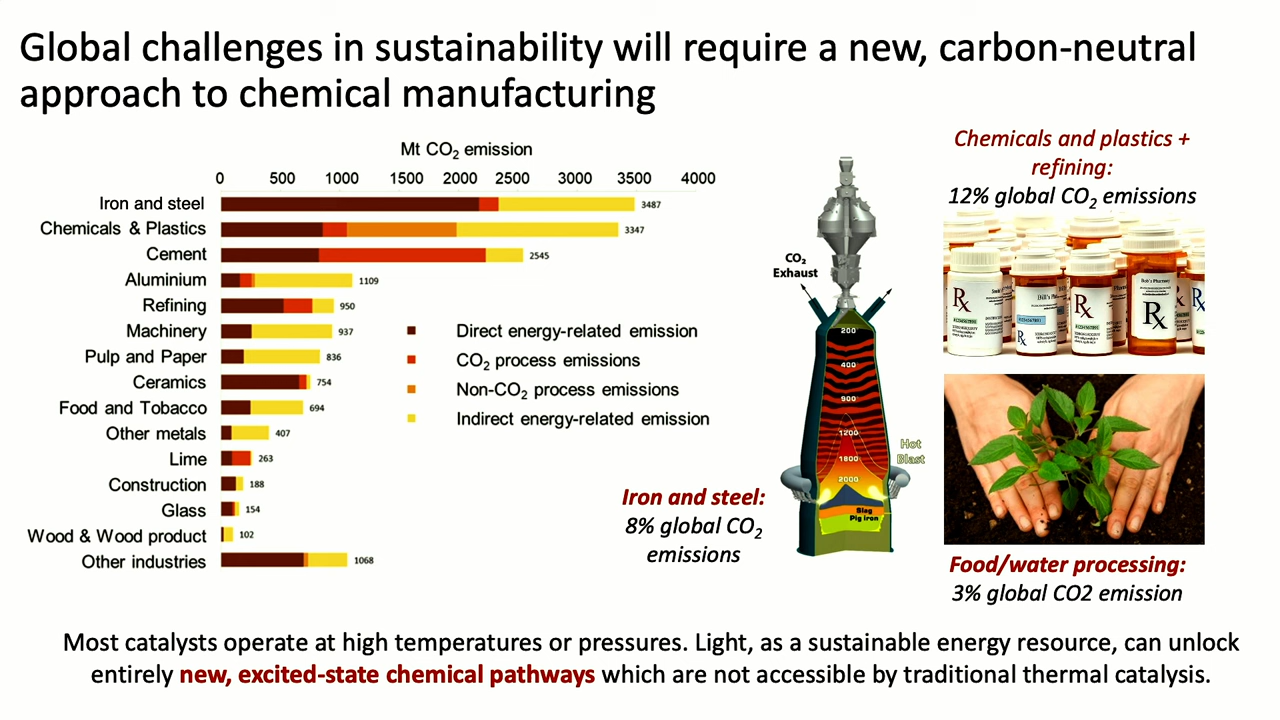 Global challenges in sustainability will require a new, carbon-neutral
approach to chemical manufacturing
Mt CO₂ emission
0 500 1000 1500 2000 2500 3000 3500 4000
Iron and steel 3487
Chemicals & Plastics 3347
Cement 2545
Aluminium 1109
Refining 950
Machinery 937
Pulp and Paper 836
Ceramics 754
Food and Tobacco 694
Other metals 407
Lime 263
Construction 188
Glass 154
Wood & Wood product 102
Other industries 1068
Direct energy-related emission
CO₂ process emissions
Non-CO₂ process emissions
Indirect energy-related emission
CO₂
Exhaust
200
400
900
1200
1800
2000
Slag
Pig iron
Hot
Blast
Iron and steel:
8% global CO₂
emissions
Chemicals and plastics +
refining:
12% global CO₂ emissions
Rx
Rx
Rx
Rx
Food/water processing:
3% global CO2 emission
Most catalysts operate at high temperatures or pressures. Light, as a sustainable energy resource, can unlock
entirely new, excited-state chemical pathways which are not accessible by traditional thermal catalysis.